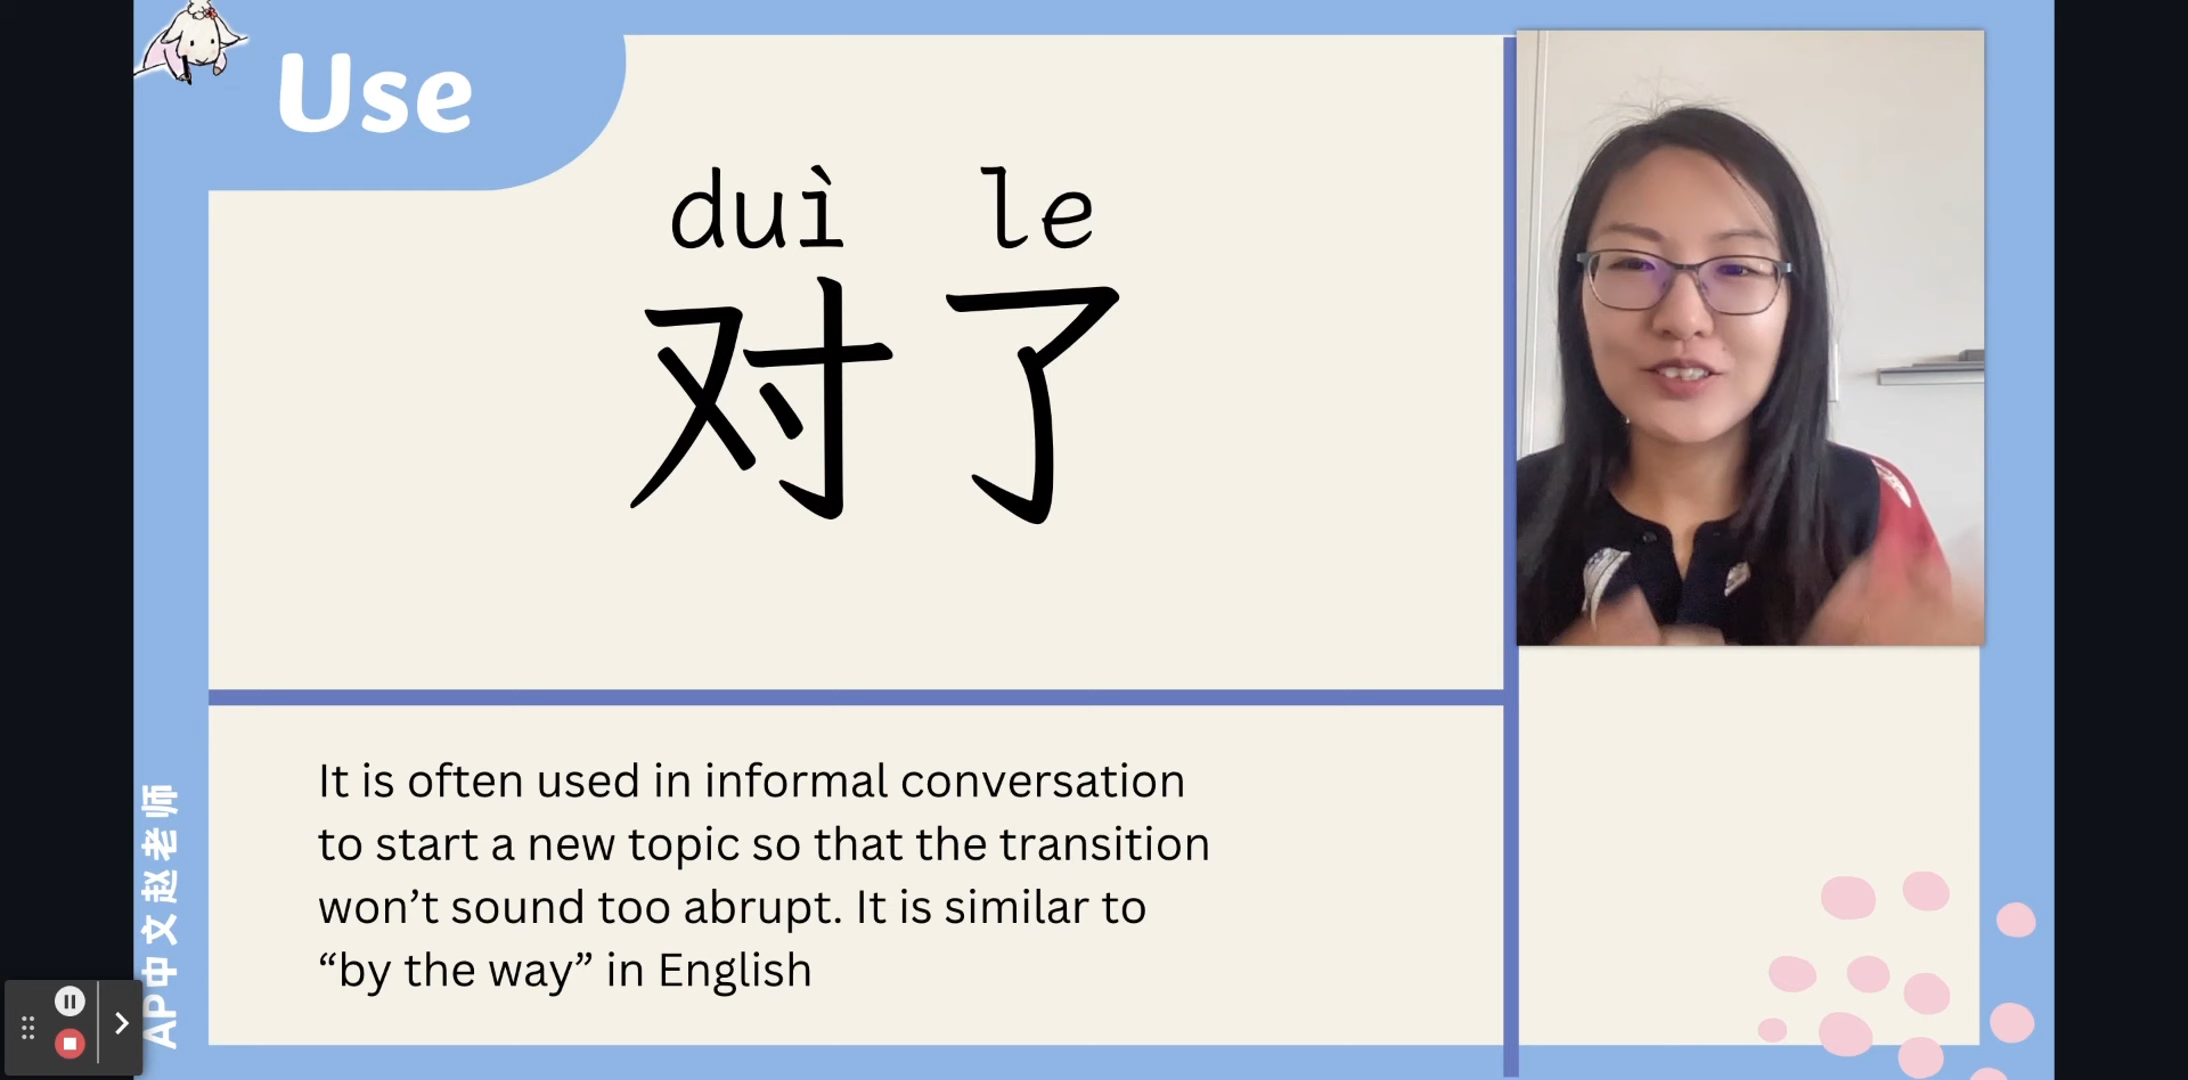 Use
duì le
对了
It is often used in informal conversation
to start a new topic so that the transition
won’t sound too abrupt. It is similar to
“by the way” in English
AP中文赵老师